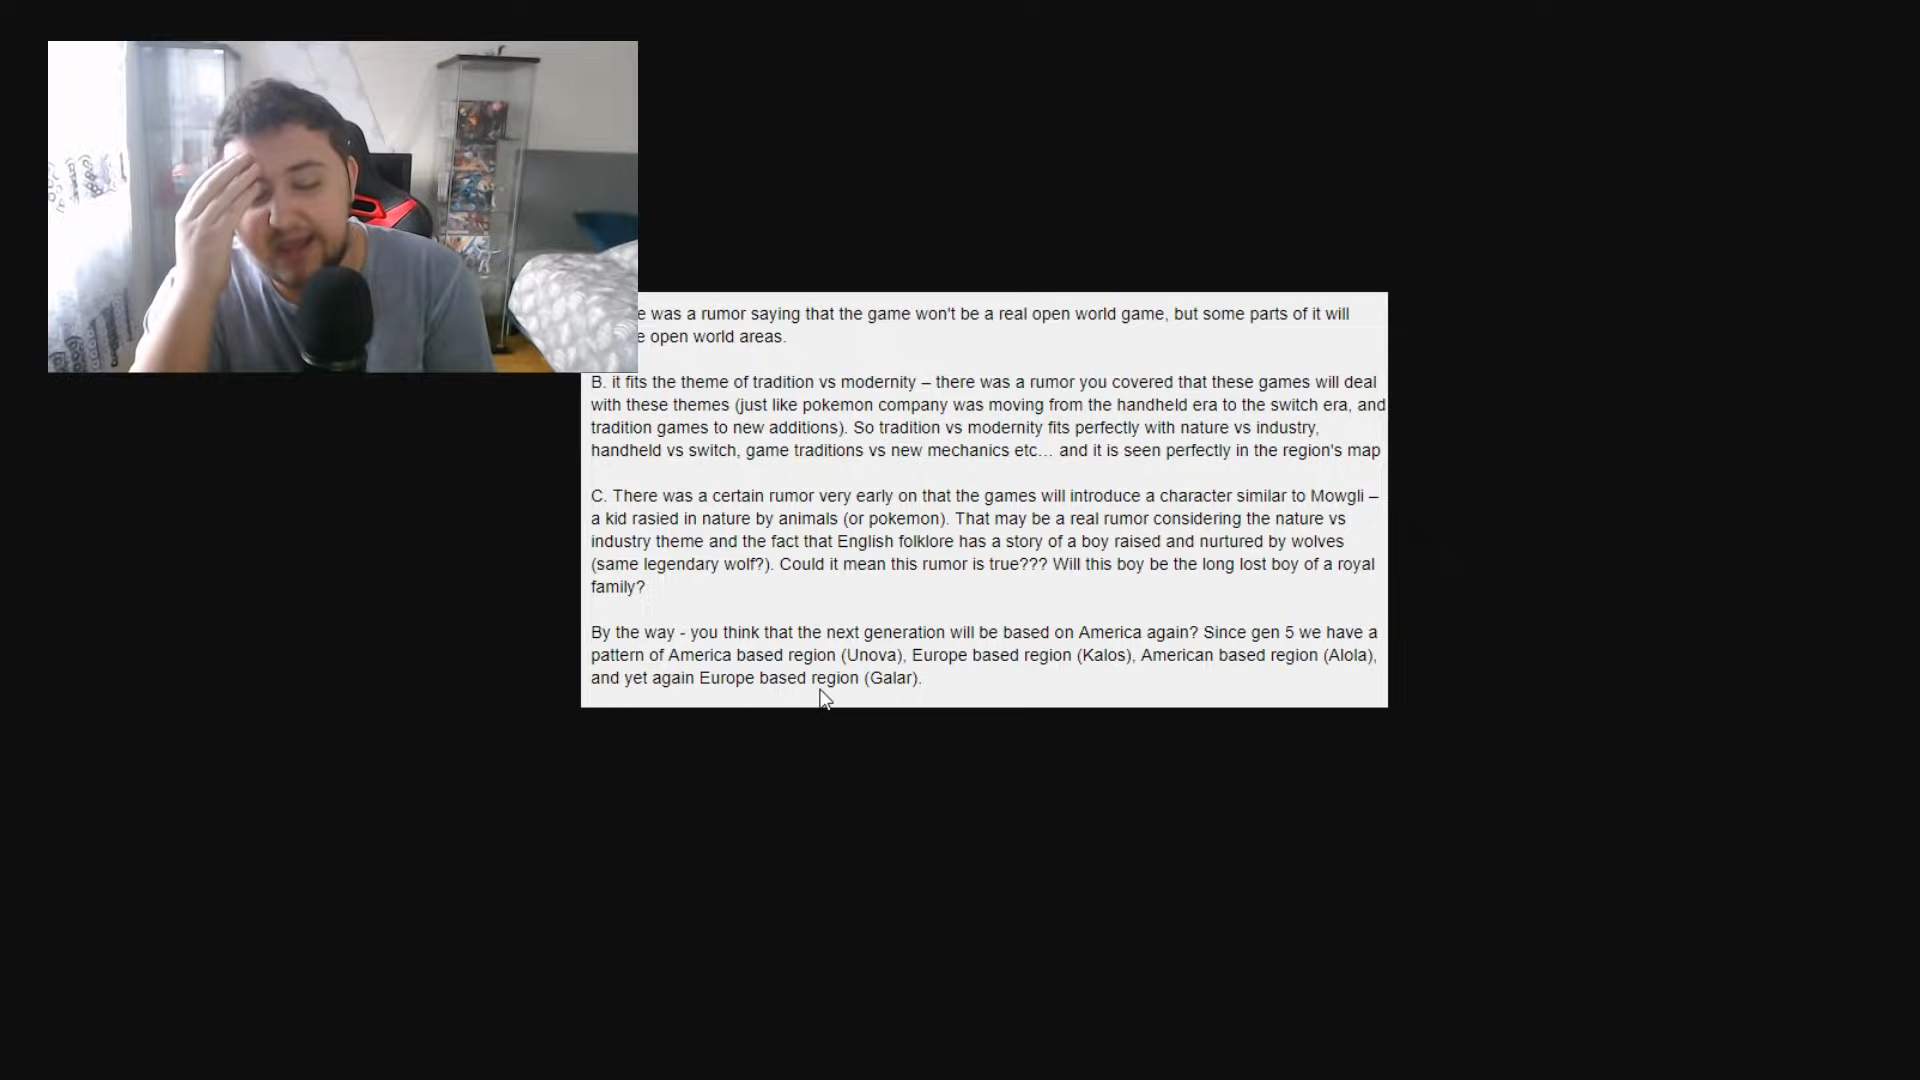 was a rumor saying that the game won't be a real open world game, but some parts of it will
open world areas.
B. it fits the theme of tradition vs modernity – there was a rumor you covered that these games will deal
with these themes (just like pokemon company was moving from the handheld era to the switch era, and
tradition games to new additions). So tradition vs modernity fits perfectly with nature vs industry,
handheld vs switch, game traditions vs new mechanics etc... and it is seen perfectly in the region's map
C. There was a certain rumor very early on that the games will introduce a character similar to Mowgli –
a kid rasied in nature by animals (or pokemon). That may be a real rumor considering the nature vs
industry theme and the fact that English folklore has a story of a boy raised and nurtured by wolves
(same legendary wolf?). Could it mean this rumor is true??? Will this boy be the long lost boy of a royal
family?
By the way - you think that the next generation will be based on America again? Since gen 5 we have a
pattern of America based region (Unova), Europe based region (Kalos), American based region (Alola),
and yet again Europe based region (Galar).